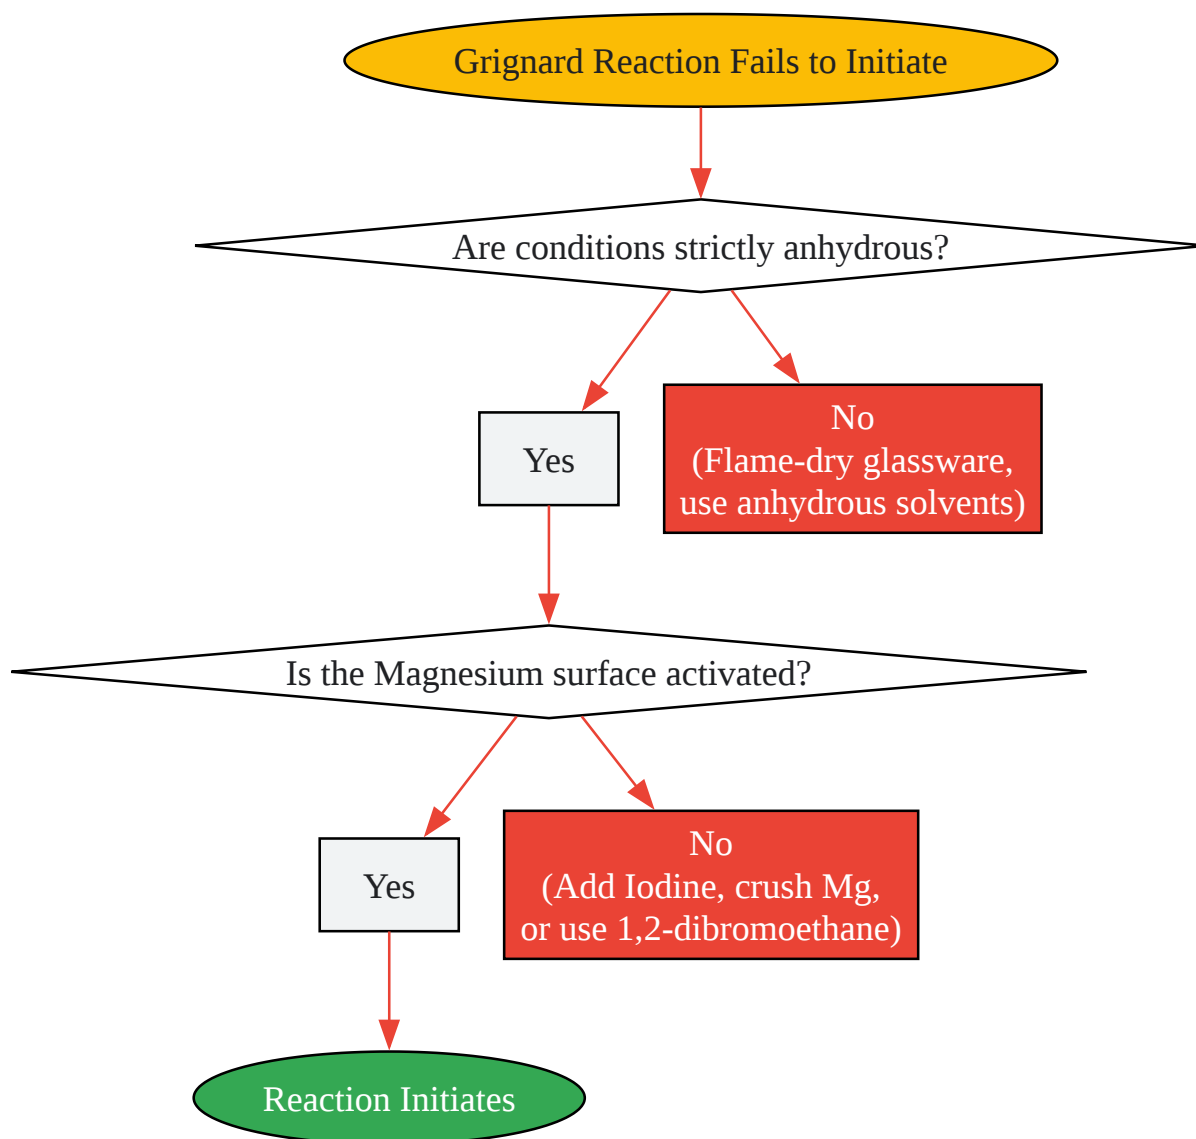 Grignard Reaction Fails to Initiate
Are conditions strictly anhydrous?
Yes
No
(Flame-dry glassware,
use anhydrous solvents)
Is the Magnesium surface activated?
Yes
No
(Add Iodine, crush Mg,
or use 1,2-dibromoethane)
Reaction Initiates